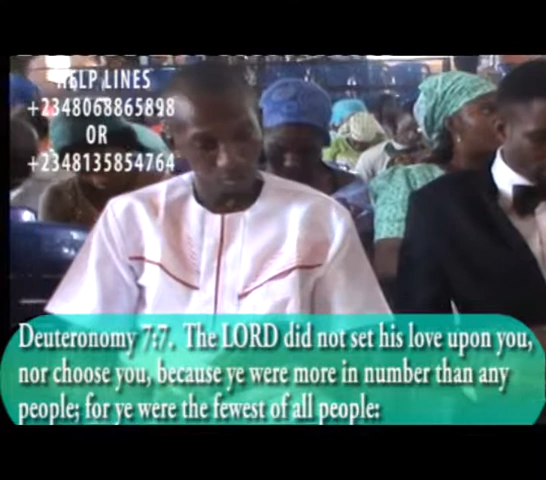 HELP LINES
+2348068865898
OR
+2348135854764
Deuteronomy 7:7. The LORD did not set his love upon you,
nor choose you, because ye were more in number than any
people; for ye were the fewest of all people: